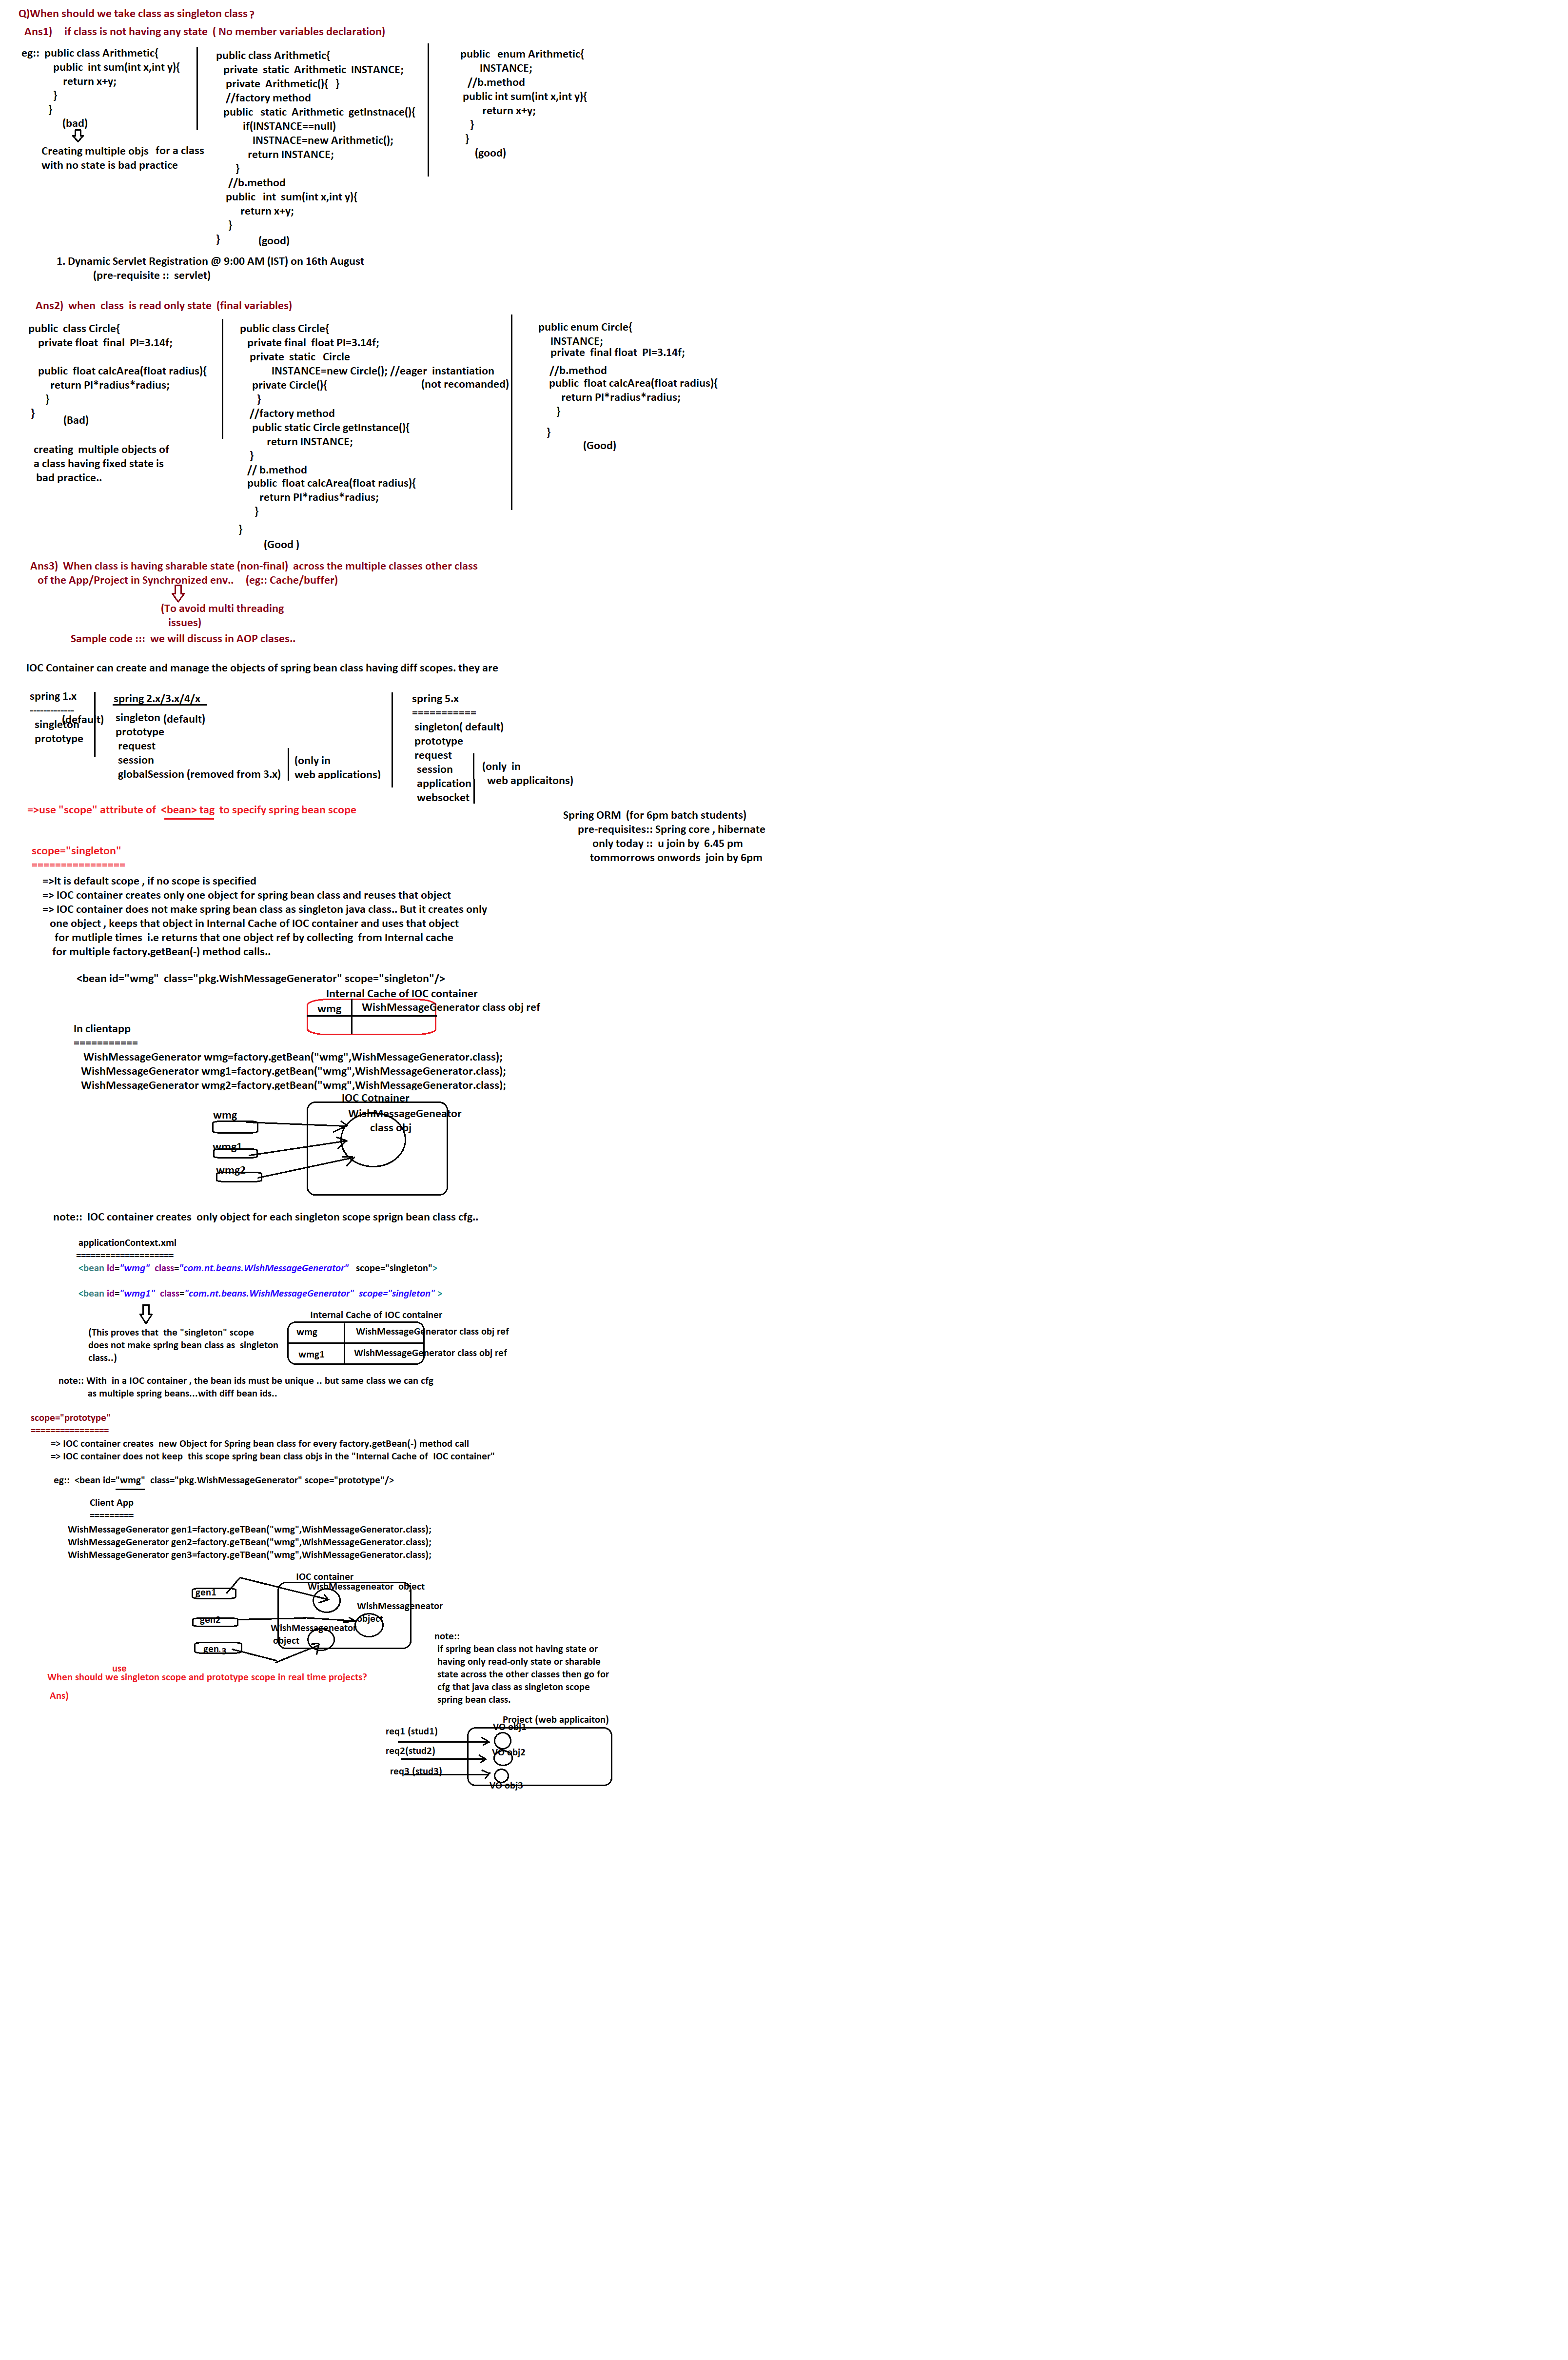 Q)When should we take class as singleton class ?
Ans1) if class is not having any state ( No member variables declaration)
eg:: public class Arithmetic{
public int sum(int x,int y){
return x+y;
}
}
(bad)
Creating multiple objs for a class
with no state is bad practice
public class Arithmetic{
private static Arithmetic INSTANCE;
private Arithmetic(){ }
//factory method
public static Arithmetic getInstnace(){
if(INSTANCE==null)
INSTNACE=new Arithmetic();
return INSTANCE;
}
//b.method
public int sum(int x,int y){
return x+y;
}
}
(good)
public enum Arithmetic{
INSTANCE;
//b.method
public int sum(int x,int y){
return x+y;
}
}
(good)
1. Dynamic Servlet Registration @ 9:00 AM (IST) on 16th August
(pre-requisite :: servlet)
Ans2) when class is read only state (final variables)
public class Circle{
private float final PI=3.14f;
public float calcArea(float radius){
return PI*radius*radius;
}
}
(Bad)
creating multiple objects of
a class having fixed state is
bad practice..
public class Circle{
private final float PI=3.14f;
private static Circle
INSTANCE=new Circle(); //eager instantiation
private Circle(){ (not recomanded)
}
//factory method
public static Circle getInstance(){
return INSTANCE;
}
// b.method
public float calcArea(float radius){
return PI*radius*radius;
}
}
(Good )
public enum Circle{
INSTANCE;
private final float PI=3.14f;
//b.method
public float calcArea(float radius){
return PI*radius*radius;
}
}
(Good)
Ans3) When class is having sharable state (non-final) across the multiple classes other class
of the App/Project in Synchronized env.. (eg:: Cache/buffer)
(To avoid multi threading
issues)
Sample code ::: we will discuss in AOP clases..
IOC Container can create and manage the objects of spring bean class having diff scopes. they are
spring 1.x
-------------
singleton (default)
prototype
spring 2.x/3.x/4/x
singleton (default)
prototype
request
session
globalSession (removed from 3.x)
(only in
web applications)
spring 5.x
===========
singleton( default)
prototype
request
session
application
websocket
(only in
web applicaitons)
=>use "scope" attribute of <bean> tag to specify spring bean scope
Spring ORM (for 6pm batch students)
pre-requisites:: Spring core , hibernate
only today :: u join by 6.45 pm
tommorrows onwords join by 6pm
scope="singleton"
================
=>It is default scope , if no scope is specified
=> IOC container creates only one object for spring bean class and reuses that object
=> IOC container does not make spring bean class as singleton java class.. But it creates only
one object , keeps that object in Internal Cache of IOC container and uses that object
for mutliple times i.e returns that one object ref by collecting from Internal cache
for multiple factory.getBean(-) method calls..
<bean id="wmg" class="pkg.WishMessageGenerator" scope="singleton"/>
Internal Cache of IOC container
wmg WishMessageGenerator class obj ref
In clientapp
===========
WishMessageGenerator wmg=factory.getBean("wmg",WishMessageGenerator.class);
WishMessageGenerator wmg1=factory.getBean("wmg",WishMessageGenerator.class);
WishMessageGenerator wmg2=factory.getBean("wmg",WishMessageGenerator.class);
IOC Cotnainer
wmg
WishMessageGeneator
class obj
wmg1
wmg2
note:: IOC container creates only object for each singleton scope sprign bean class cfg..
applicationContext.xml
====================
<bean id="wmg" class="com.nt.beans.WishMessageGenerator" scope="singleton">
<bean id="wmg1" class="com.nt.beans.WishMessageGenerator" scope="singleton" >
(This proves that the "singleton" scope
does not make spring bean class as singleton
class..)
Internal Cache of IOC container
wmg WishMessageGenerator class obj ref
wmg1 WishMessageGenerator class obj ref
note:: With in a IOC container , the bean ids must be unique .. but same class we can cfg
as multiple spring beans...with diff bean ids..
scope="prototype"
================
=> IOC container creates new Object for Spring bean class for every factory.getBean(-) method call
=> IOC container does not keep this scope spring bean class objs in the "Internal Cache of IOC container"
eg:: <bean id="wmg" class="pkg.WishMessageGenerator" scope="prototype"/>
Client App
=========
WishMessageGenerator gen1=factory.geTBean("wmg",WishMessageGenerator.class);
WishMessageGenerator gen2=factory.geTBean("wmg",WishMessageGenerator.class);
WishMessageGenerator gen3=factory.geTBean("wmg",WishMessageGenerator.class);
IOC container
WishMessageneator object
gen1
WishMessageneator
object
gen2
WishMessageneator
object
gen.3
note::
if spring bean class not having state or
having only read-only state or sharable
state across the other classes then go for
cfg that java class as singleton scope
spring bean class.
use
When should we singleton scope and prototype scope in real time projects?
Ans)
Project (web applicaiton)
req1 (stud1) VO obj1
req2(stud2) VO obj2
req3 (stud3)
VO obj3